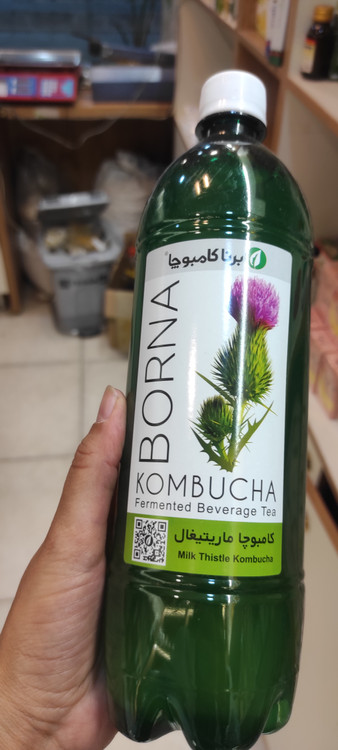 برنا کامبوچا®
BORNA
KOMBUCHA
Fermented Beverage Tea
کامبوچا ماریتیغال
Milk Thistle Kombucha